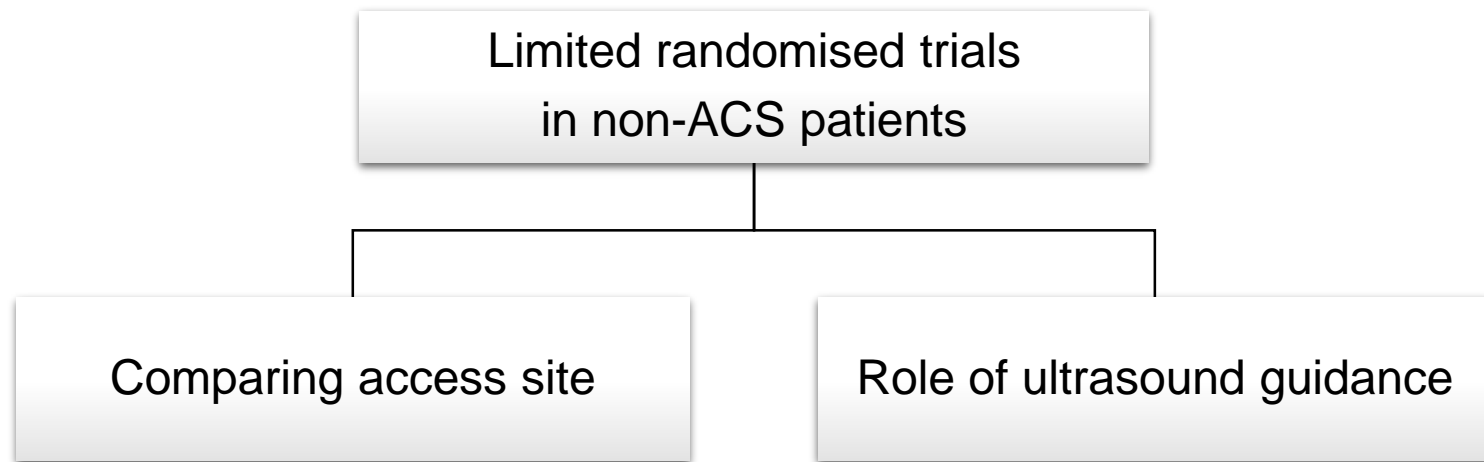 Limited randomised trials
in non-ACS patients
Comparing access site
Role of ultrasound guidance